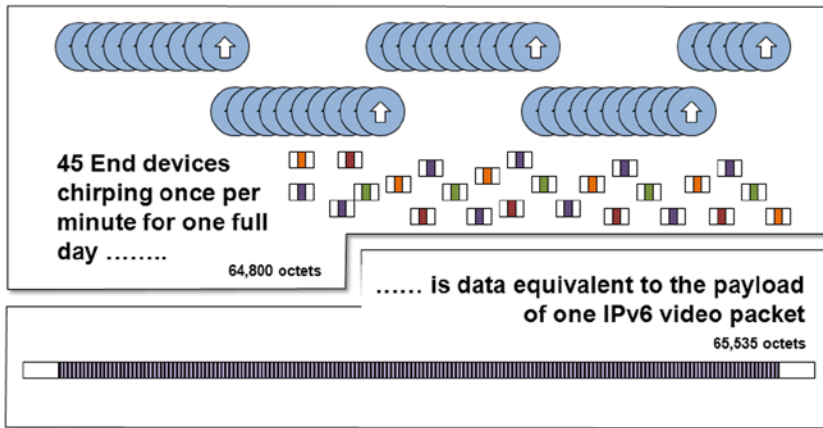 45 End devices
chirping once per
minute for one full
day ........
64,800 octets
...... is data equivalent to the payload
of one IPv6 video packet
65,535 octets